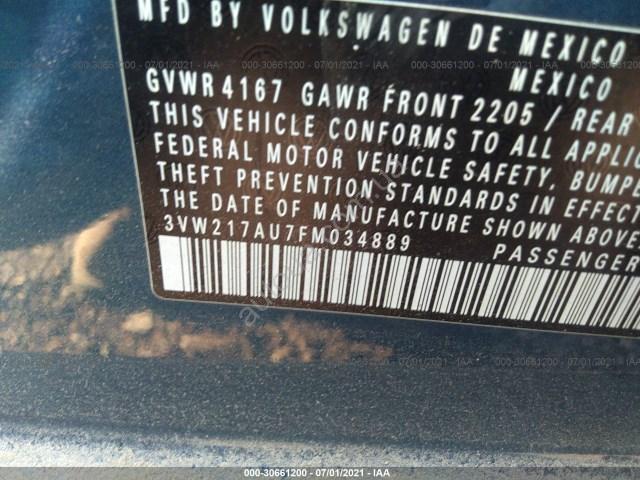 MFD BY VOLKSWAGEN DE MEXICO
MEXICO
GVWR 4167 GAWR FRONT 2205 / REAR
THIS VEHICLE CONFORMS TO ALL APPLI
FEDERAL MOTOR VEHICLE SAFETY, BUMP
THEFT PREVENTION STANDARDS IN EFFECT
THE DATE OF MANUFACTURE SHOWN ABOVE
3VW217AU7FM034889
PASSENGER
000-30661200 - 07/01/2021 - IAA